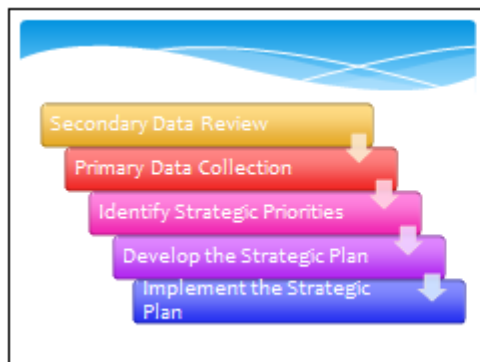 Secondary Data Review
Primary Data Collection
Identify Strategic Priorities
Develop the Strategic Plan
Implement the Strategic
Plan